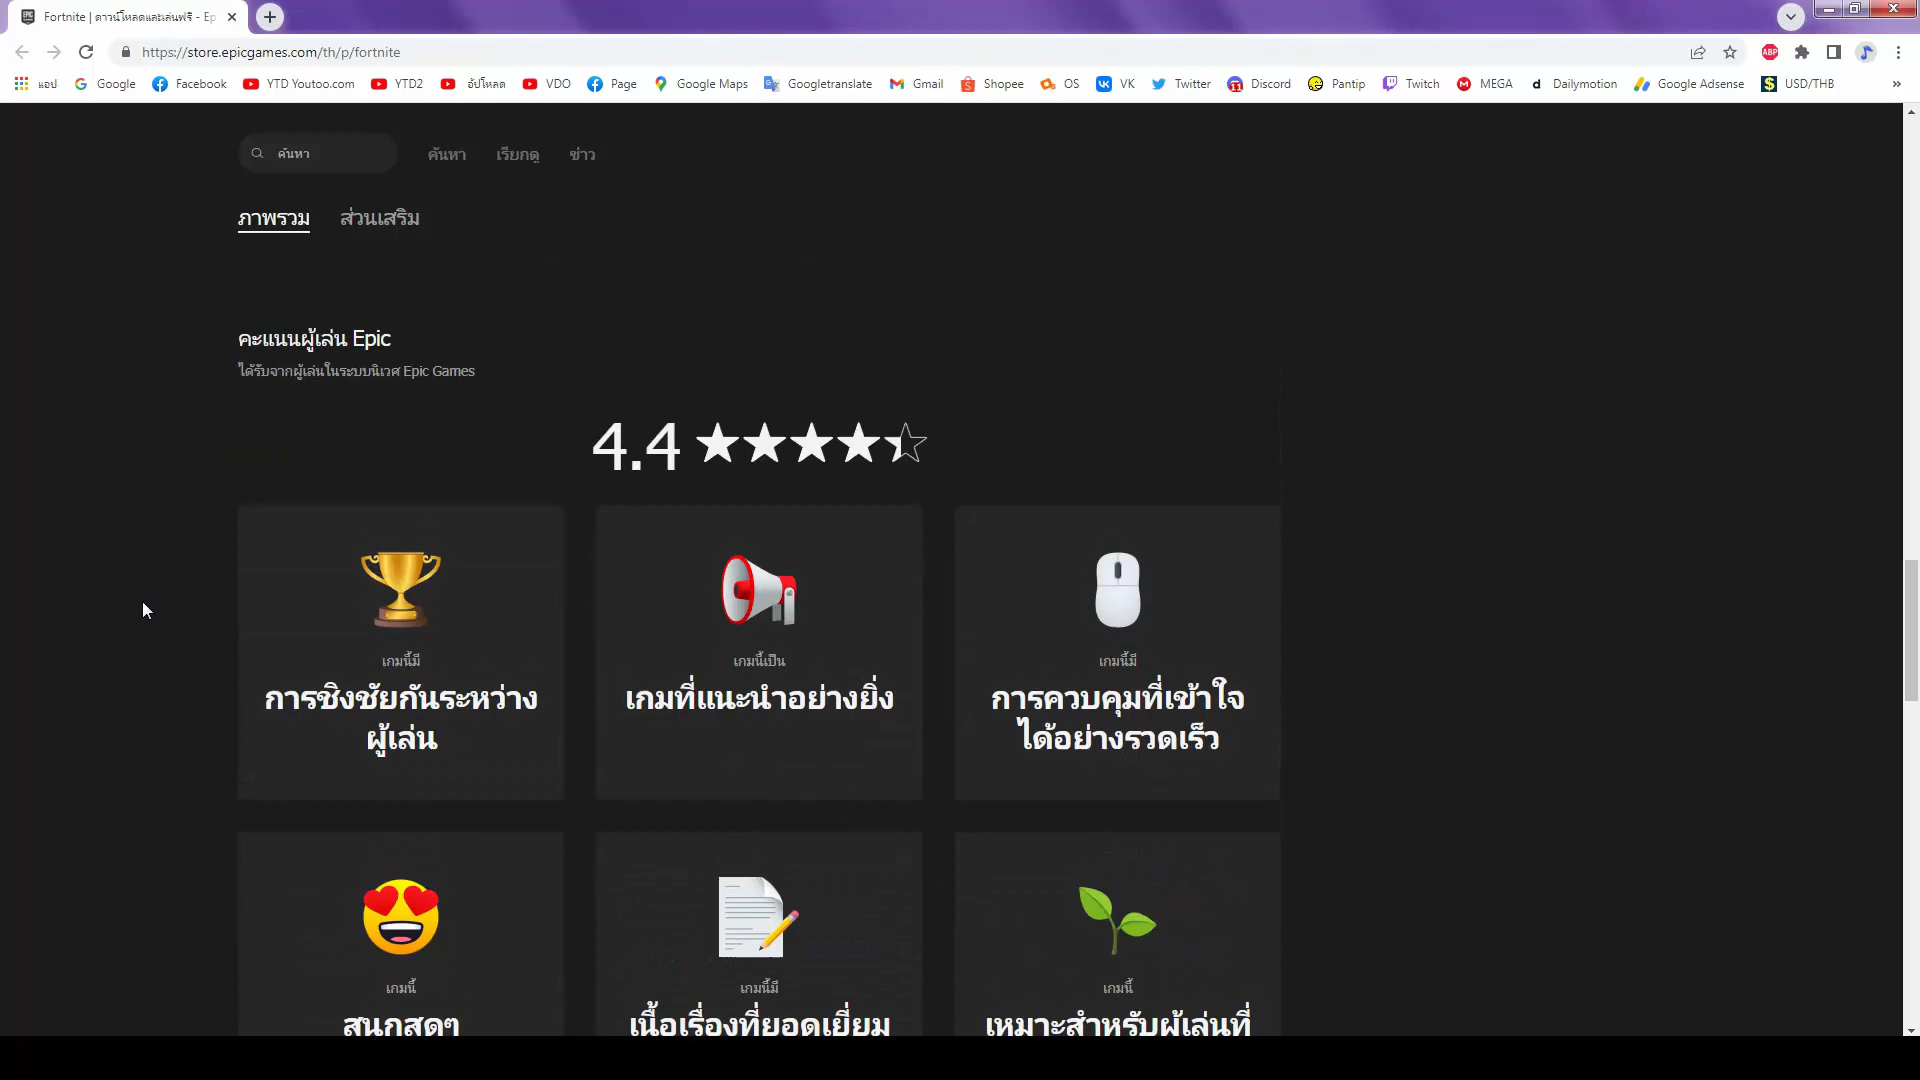 Fortnite | ดาวน์โหลดและเล่นฟรี - Ep
https://store.epicgames.com/th/p/fortnite
ABP
แอป Google Facebook YTD Youtoo.com YTD2 อัปโหลด VDO Page Google Maps Googletranslate Gmail Shopee OS VK Twitter 11 Discord Pantip Twitch MEGA Dailymotion Google Adsense USD/THB »
ค้นหา ค้นหา เรียกดู ข่าว
ภาพรวม ส่วนเสริม
คะแนนผู้เล่น Epic
ได้รับจากผู้เล่นในระบบนิเวศ Epic Games
4.4
เกมนี้มี
การชิงชัยกันระหว่าง
ผู้เล่น
เกมนี้เป็น
เกมที่แนะนำอย่างยิ่ง
เกมนี้มี
การควบคุมที่เข้าใจ
ได้อย่างรวดเร็ว
เกมนี้
สนุกสุดๆ
เกมนี้มี
เนื้อเรื่องที่ยอดเยี่ยม
เกมนี้
เหมาะสำหรับผู้เล่นที่